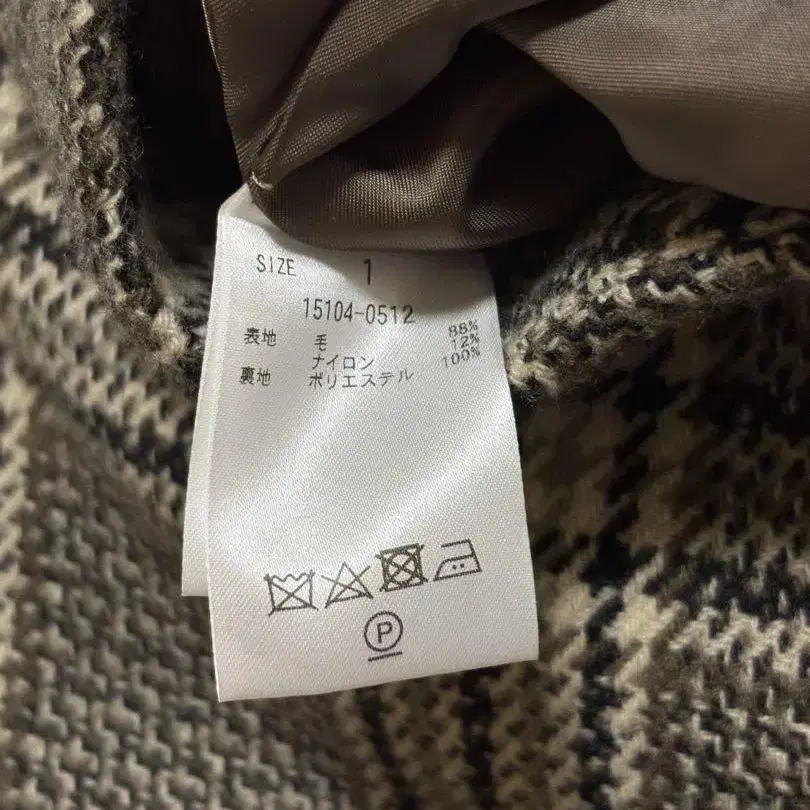 SIZE 1
15104-0512
表地 毛 88%
ナイロン 12%
裏地 ポリエステル 100%
P